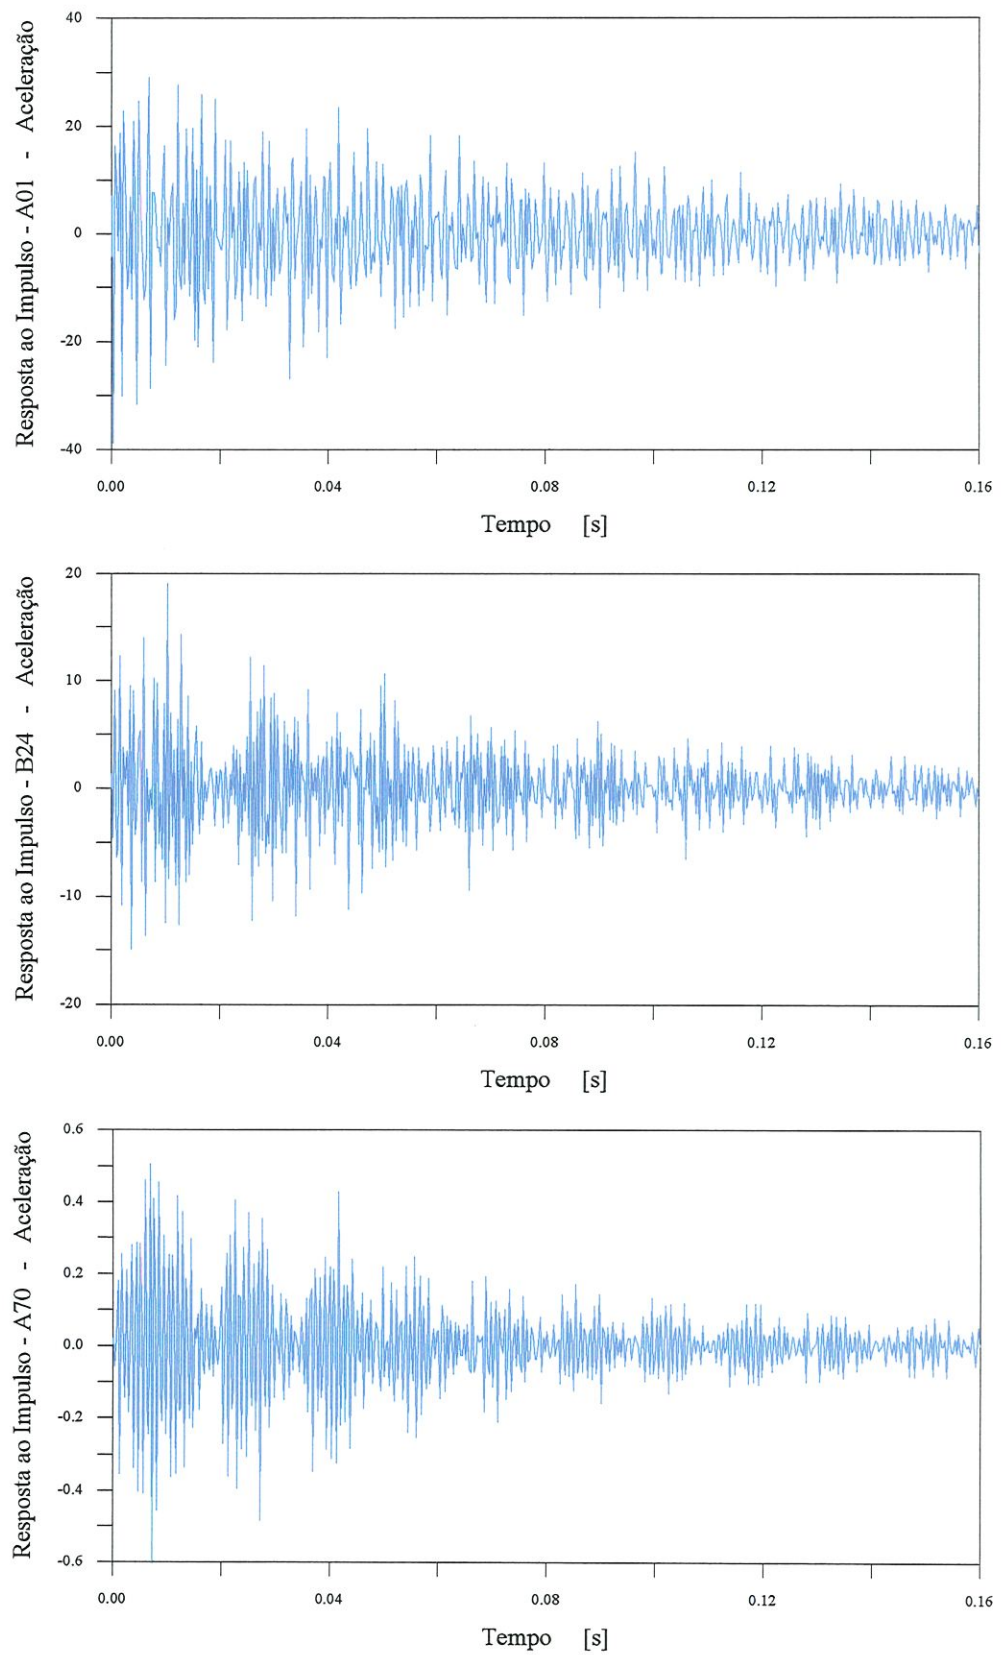 Resposta ao Impulso - A01 - Aceleração
40
20
0
-20
-40
0.00 0.04 0.08 0.12 0.16
Tempo [s]
Resposta ao Impulso - B24 - Aceleração
20
10
0
-10
-20
0.00 0.04 0.08 0.12 0.16
Tempo [s]
Resposta ao Impulso - A70 - Aceleração
0.6
0.4
0.2
0.0
-0.2
-0.4
-0.6
0.00 0.04 0.08 0.12 0.16
Tempo [s]